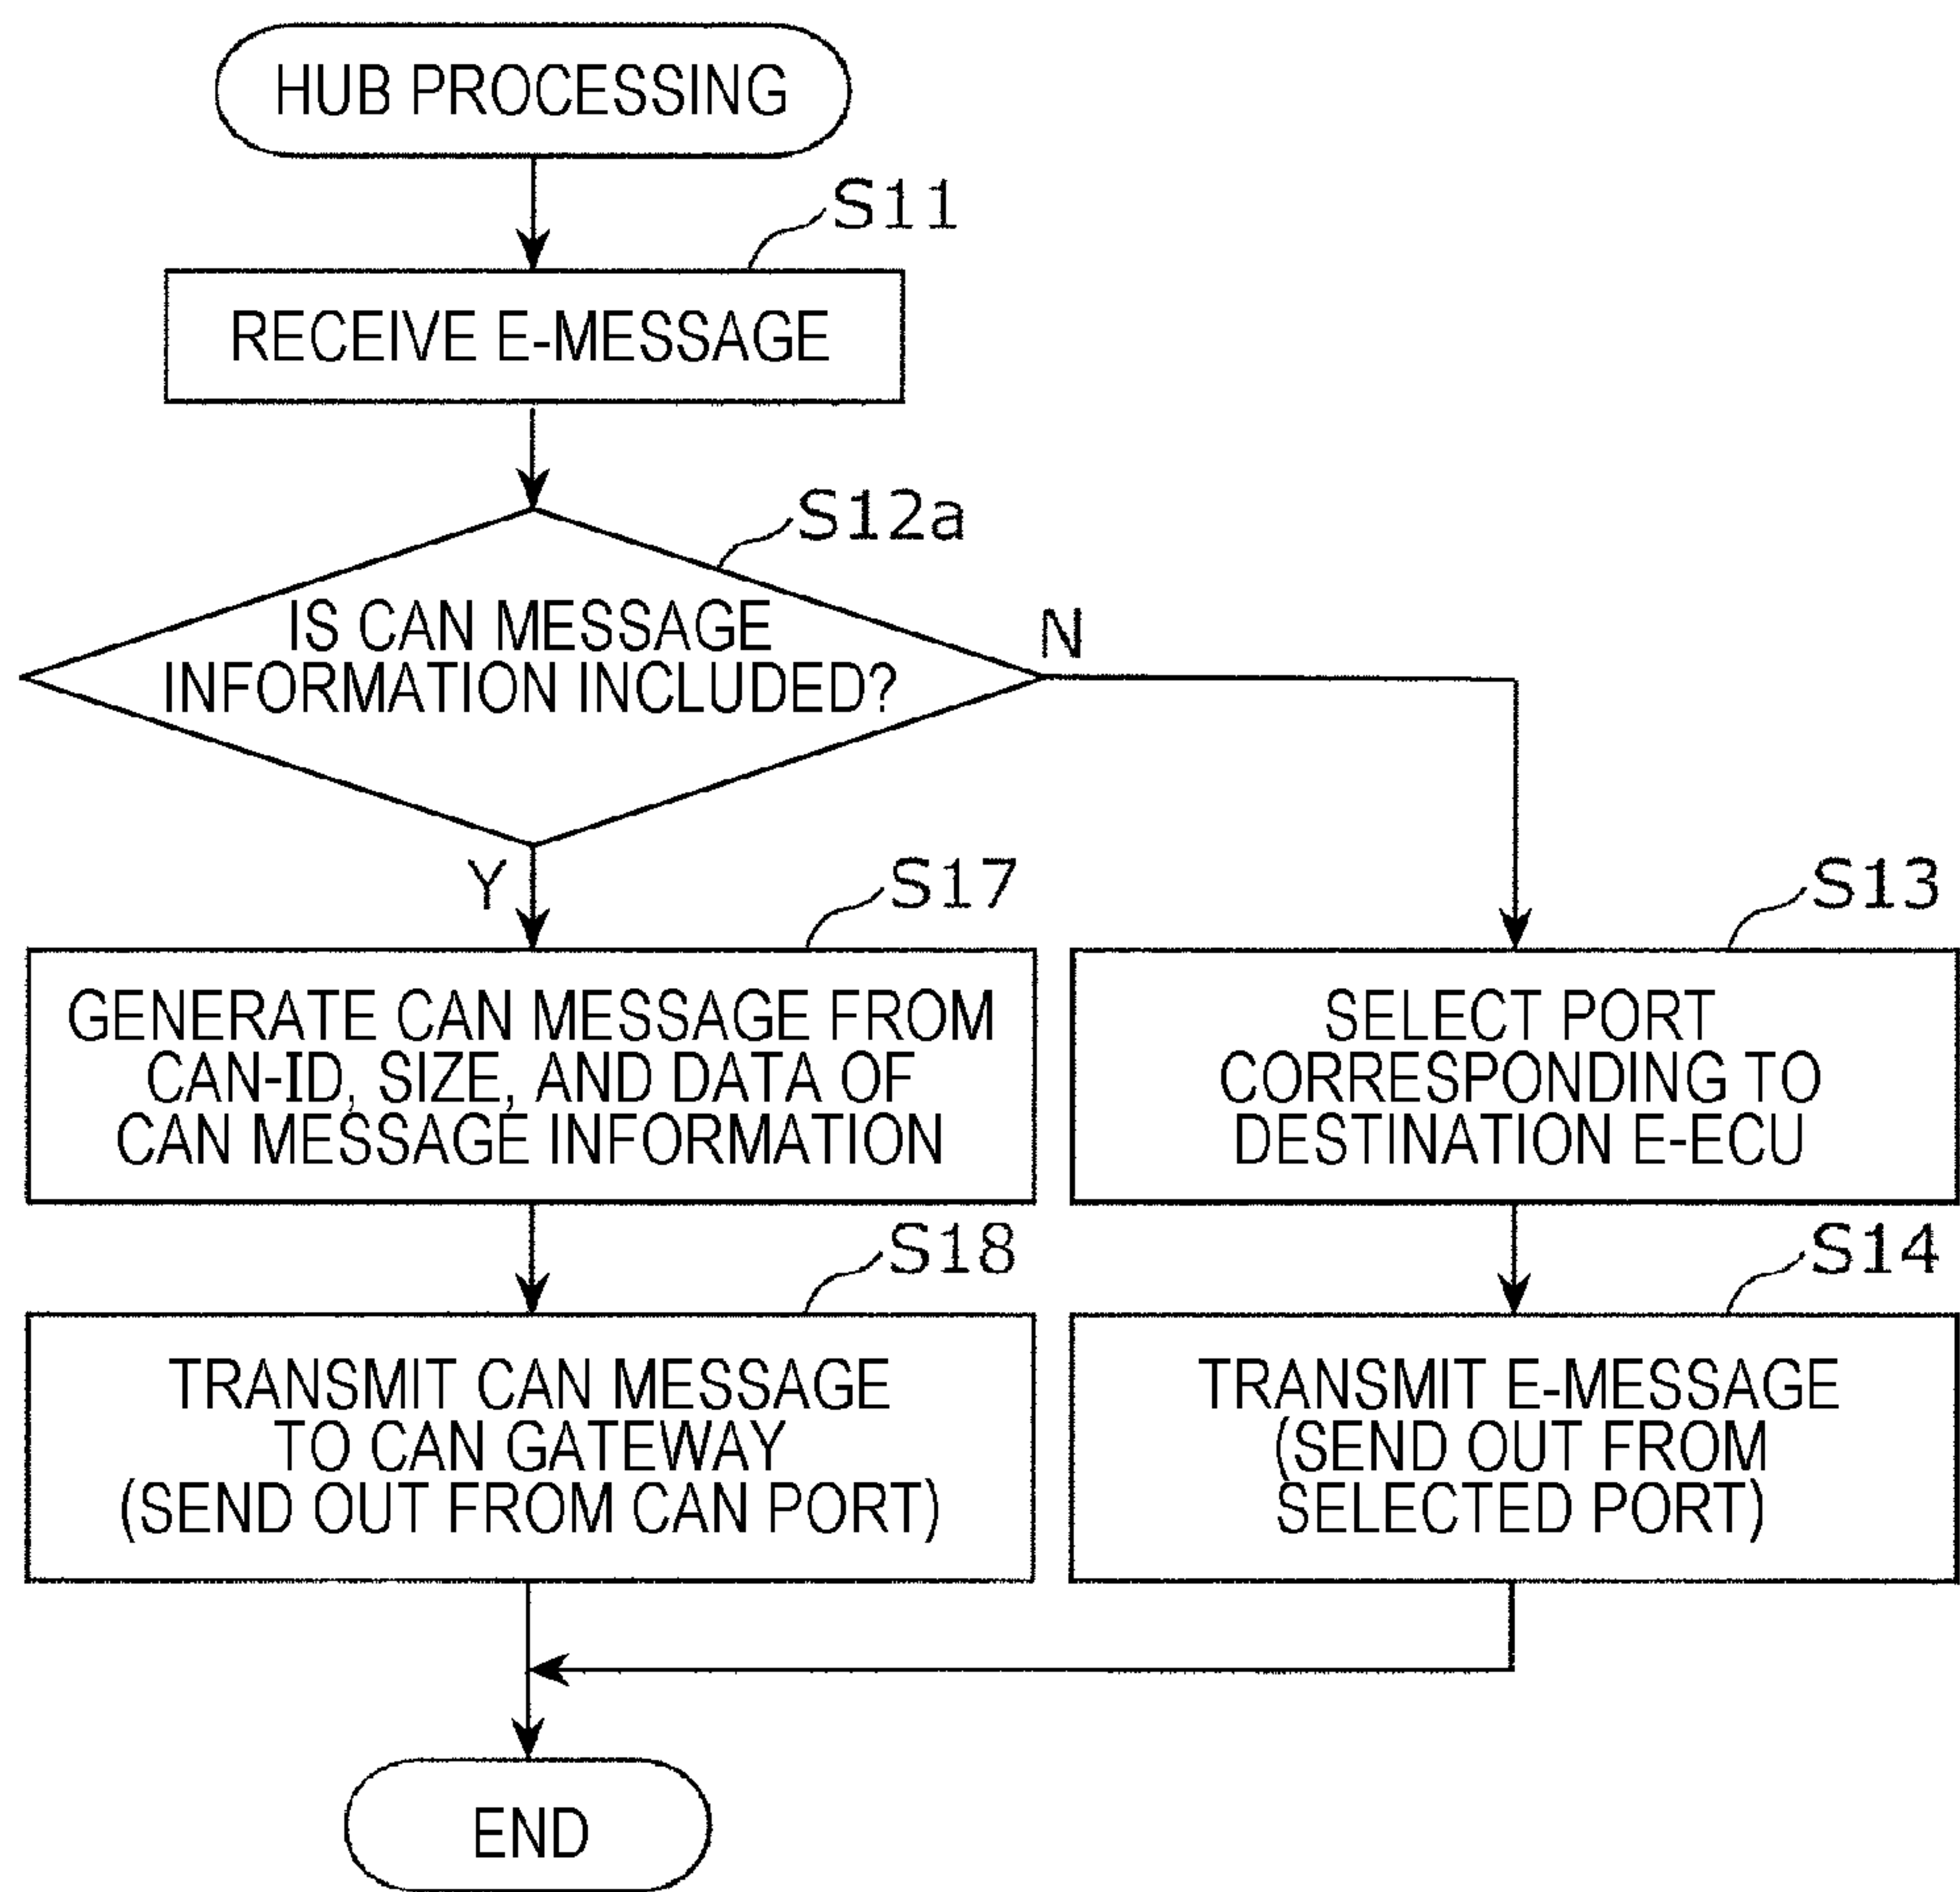 HUB PROCESSING
S11
RECEIVE E-MESSAGE
S12a
IS CAN MESSAGE
INFORMATION INCLUDED?
N
Y
S17
GENERATE CAN MESSAGE FROM
CAN-ID, SIZE, AND DATA OF
CAN MESSAGE INFORMATION
S13
SELECT PORT
CORRESPONDING TO
DESTINATION E-ECU
S18
TRANSMIT CAN MESSAGE
TO CAN GATEWAY
(SEND OUT FROM CAN PORT)
S14
TRANSMIT E-MESSAGE
(SEND OUT FROM
SELECTED PORT)
END